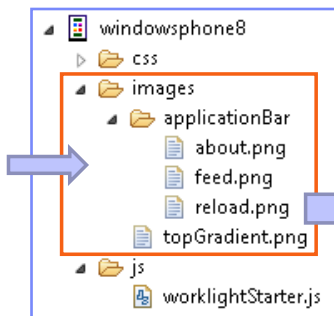 windowsphone8
css
images
applicationBar
about.png
feed.png
reload.png
topGradient.png
js
worklightStarter.js